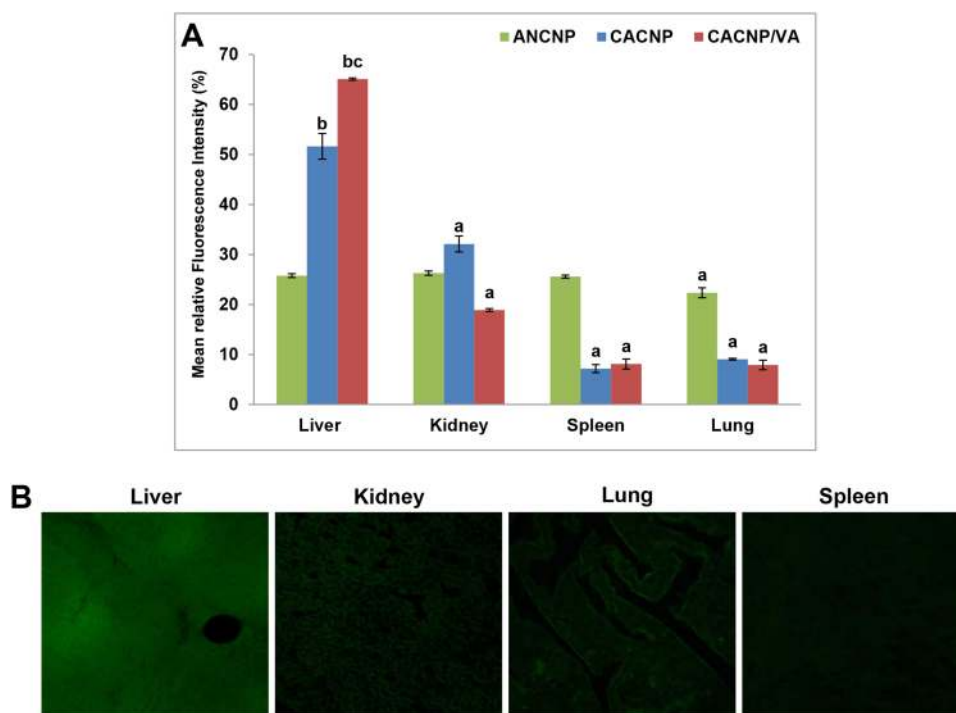 A
ANCNP CACNP CACNP/VA
Mean relative Fluorescence Intensity (%)
70
60
50
40
30
20
10
0
b
bc
a
a
a
a
a
a
a
Liver Kidney Spleen Lung
B
Liver Kidney Lung Spleen